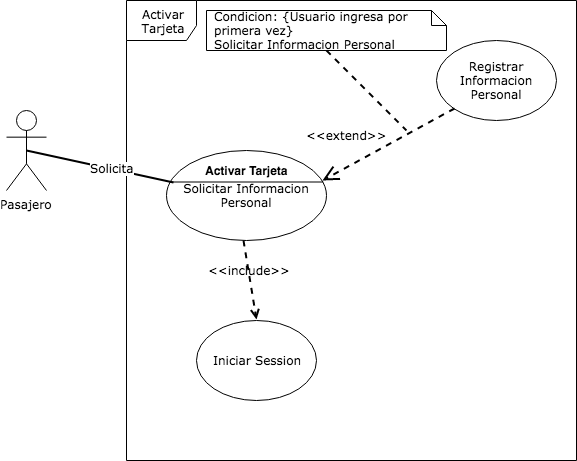 Activar
Tarjeta
Condicion: {Usuario ingresa por
primera vez}
Solicitar Informacion Personal
Registrar
Informacion
Personal
<<extend>>
Solicita
Pasajero
Activar Tarjeta
Solicitar Informacion
Personal
<<include>>
Iniciar Session